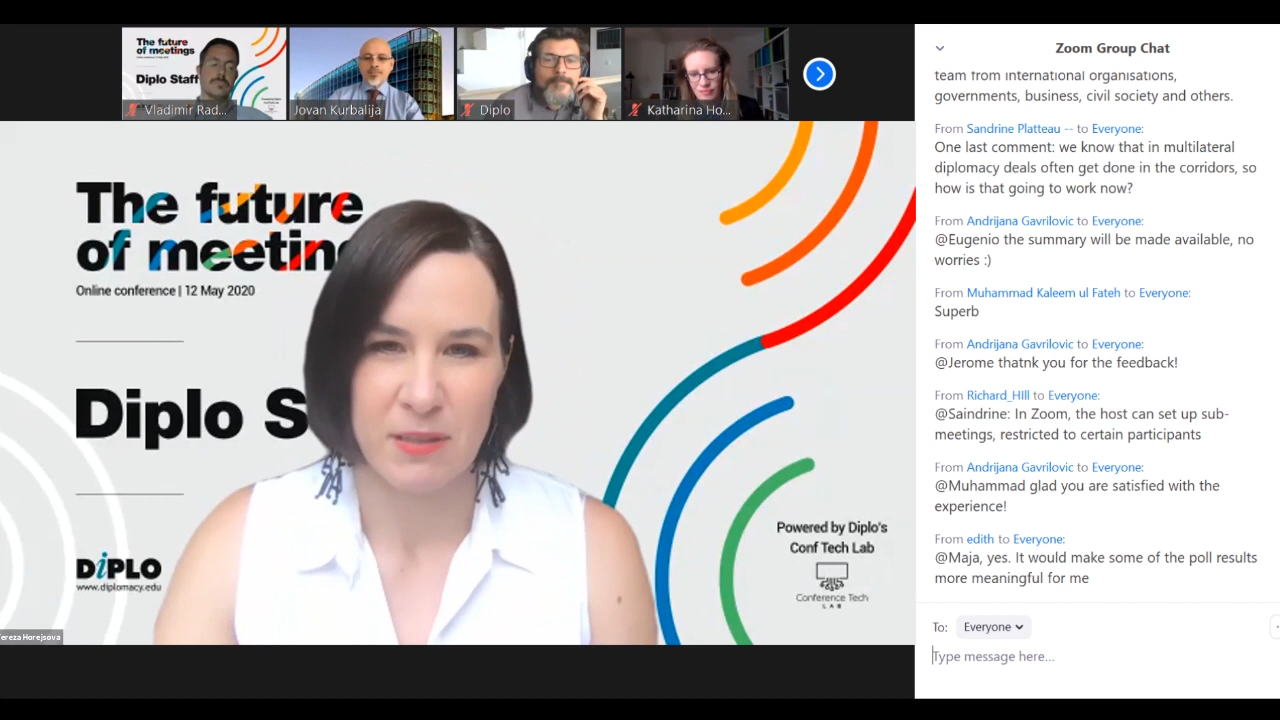 The future
of meetings
Diplo Staff
Vladimir Rad...
Jovan Kurbalija
Diplo
Katharina Ho...
The future
of meeting
Online conference | 12 May 2020
Diplo S
DiPLO
www.diplomacy.edu
Powered by Diplo's
Conf Tech Lab
Conference Tech
LAB
ereza Horejsova
Zoom Group Chat
team from international organisations,
governments, business, civil society and others.
From Sandrine Platteau -- to Everyone:
One last comment: we know that in multilateral
diplomacy deals often get done in the corridors, so
how is that going to work now?
From Andrijana Gavrilovic to Everyone:
@Eugenio the summary will be made available, no
worries :)
From Muhammad Kaleem ul Fateh to Everyone:
Superb
From Andrijana Gavrilovic to Everyone:
@Jerome thatnk you for the feedback!
From Richard_HIll to Everyone:
@Saindrine: In Zoom, the host can set up sub-
meetings, restricted to certain participants
From Andrijana Gavrilovic to Everyone:
@Muhammad glad you are satisfied with the
experience!
From edith to Everyone:
@Maja, yes. It would make some of the poll results
more meaningful for me
To: Everyone
Type message here...